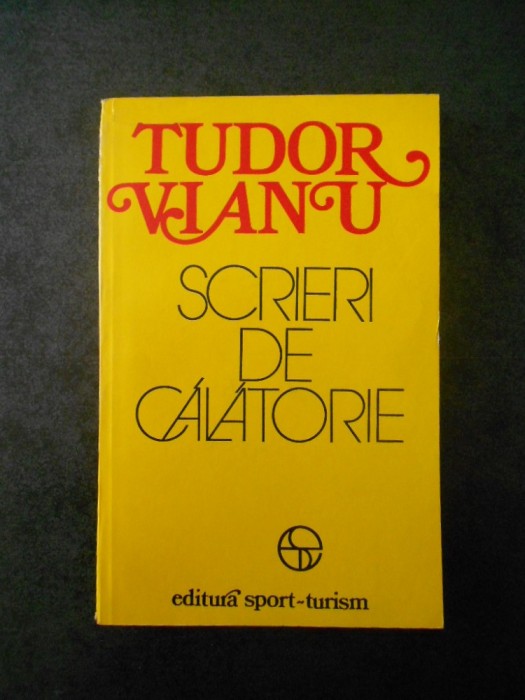 TUDOR
VIANU
SCRIERI
DE
CĂLĂTORIE
editura sport-turism